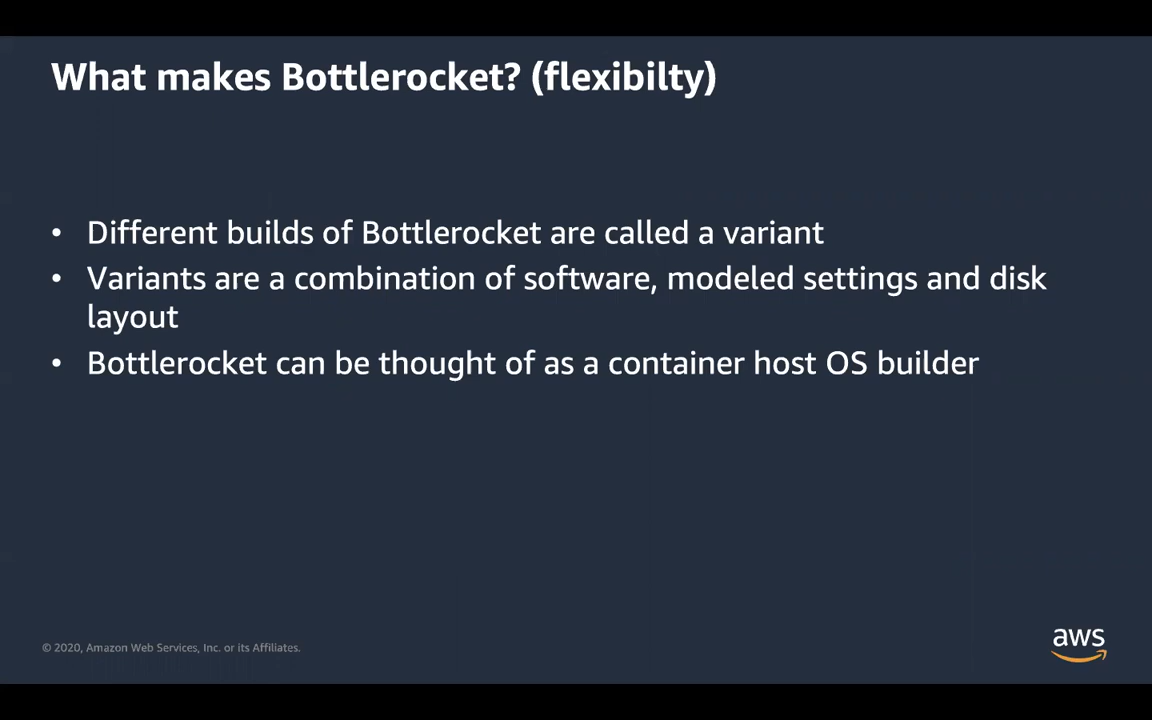 What makes Bottlerocket? (flexibilty)
• Different builds of Bottlerocket are called a variant
• Variants are a combination of software, modeled settings and disk
layout
• Bottlerocket can be thought of as a container host OS builder
© 2020, Amazon Web Services, Inc. or its Affiliates.
aws